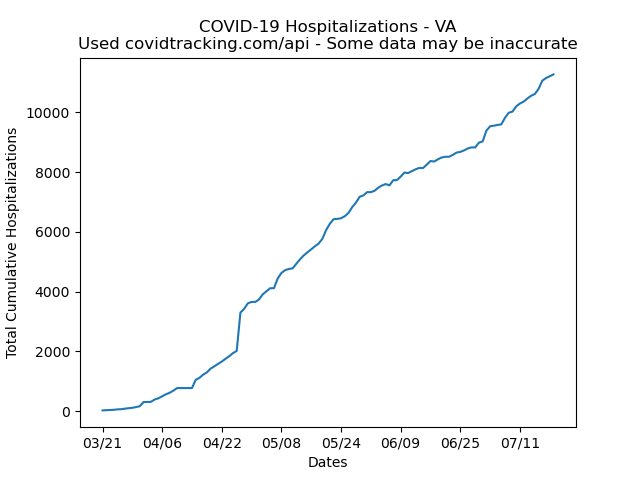 COVID-19 Hospitalizations - VA
Used covidtracking.com/api - Some data may be inaccurate
Total Cumulative Hospitalizations
10000
8000
6000
4000
2000
0
03/21 04/06 04/22 05/08 05/24 06/09 06/25 07/11
Dates